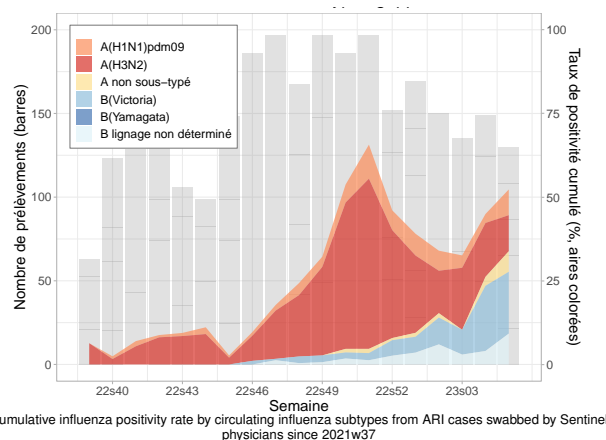 A(H1N1)pdm09
A(H3N2)
A non sous−typé
B(Victoria)
B(Yamagata)
B lignage non déterminé
Nombre de prélèvements (barres)
200
150
100
50
0
Taux de positivité cumulé (%, aires colorées)
100
75
50
25
0
22s40 22s43 22s46 22s49 22s52 23s03
Semaine
umulative influenza positivity rate by circulating influenza subtypes from ARI cases swabbed by Sentinel
physicians since 2021w37